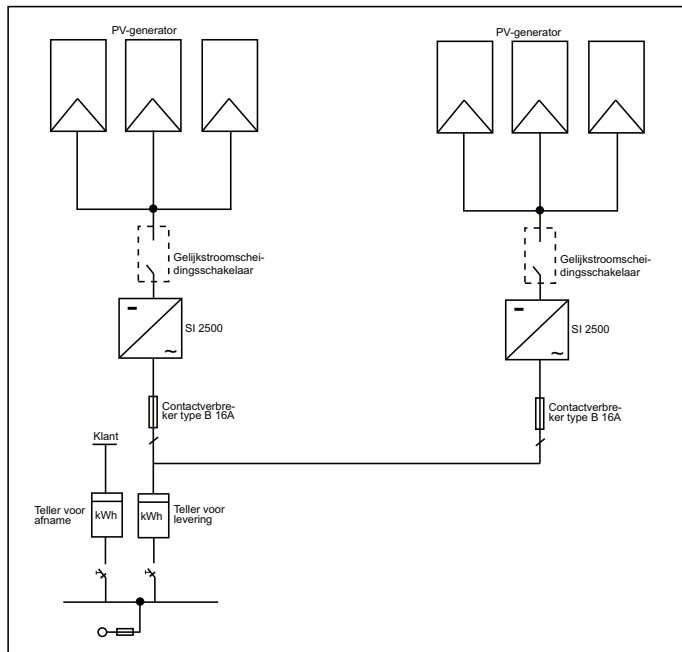 PV-generator
PV-generator
Gelijkstroomschei-
dingsschakelaar
Gelijkstroomschei-
dingsschakelaar
SI 2500
SI 2500
Contactverbre-
ker type B 16A
Contactverbre-
ker type B 16A
Klant
Teller voor
afname
kWh
kWh
Teller voor
levering